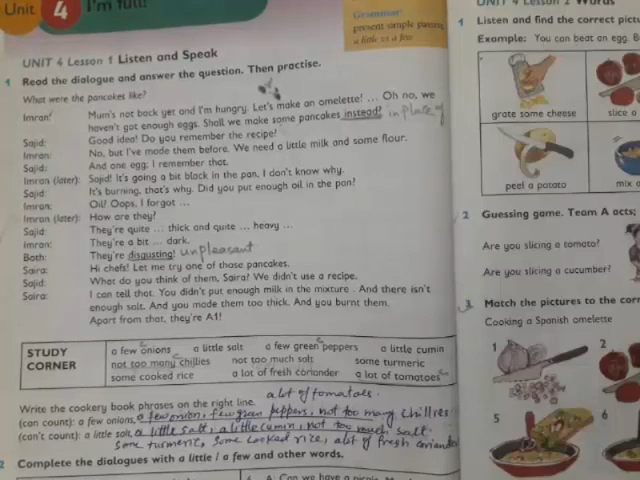 Unit 4 I'm full!
Grammar:
present simple passive
a little vs a few
UNIT 4 Lesson 1 Listen and Speak
1 Read the dialogue and answer the question. Then practise.
What were the pancakes like?
Imran: Mum's not back yet and I'm hungry. Let's make an omelette! ... Oh no, we
haven't got enough eggs. Shall we make some pancakes instead? in place of
Sajid: Good idea! Do you remember the recipe?
Imran: No, but I've made them before. We need a little milk and some flour.
Sajid: And one egg. I remember that.
Imran (later): Sajid! It's going a bit black in the pan. I don't know why.
Sajid: It's burning, that's why. Did you put enough oil in the pan?
Imran: Oil? Oops, I forgot ...
Imran (later): How are they?
Sajid: They're quite ... thick and quite ... heavy ...
Imran: They're a bit ... dark.
Both: They're disgusting! unpleasant
Saira: Hi chefs! Let me try one of those pancakes.
Sajid: What do you think of them, Saira? We didn't use a recipe.
Saira: I can tell that. You didn't put enough milk in the mixture. And there isn't
enough salt. And you made them too thick. And you burnt them.
Apart from that, they're A1!
STUDY CORNER
a few onions a little salt a few green peppers a little cumin
not too many chillies not too much salt some turmeric
some cooked rice a lot of fresh coriander a lot of tomatoes
a lot of tomatoes.
Write the cookery book phrases on the right line.
(can count): a few onions, a few onion, few green peppers, not too many chillies
(can't count): a little salt, a little salt, a little cumin, not too much salt.
some turmeric, some cooked rice, a lot of fresh coriander
2 Complete the dialogues with a little / a few and other words.
UNIT 4 Lesson 2 Words
1 Listen and find the correct
Example: You can beat an egg.
grate some cheese
slice a
peel a potato
mix a
2 Guessing game. Team A acts;
Are you slicing a tomato?
Are you slicing a cucumber?
3 Match the pictures to the
Cooking a Spanish omelette
1 2
5 6